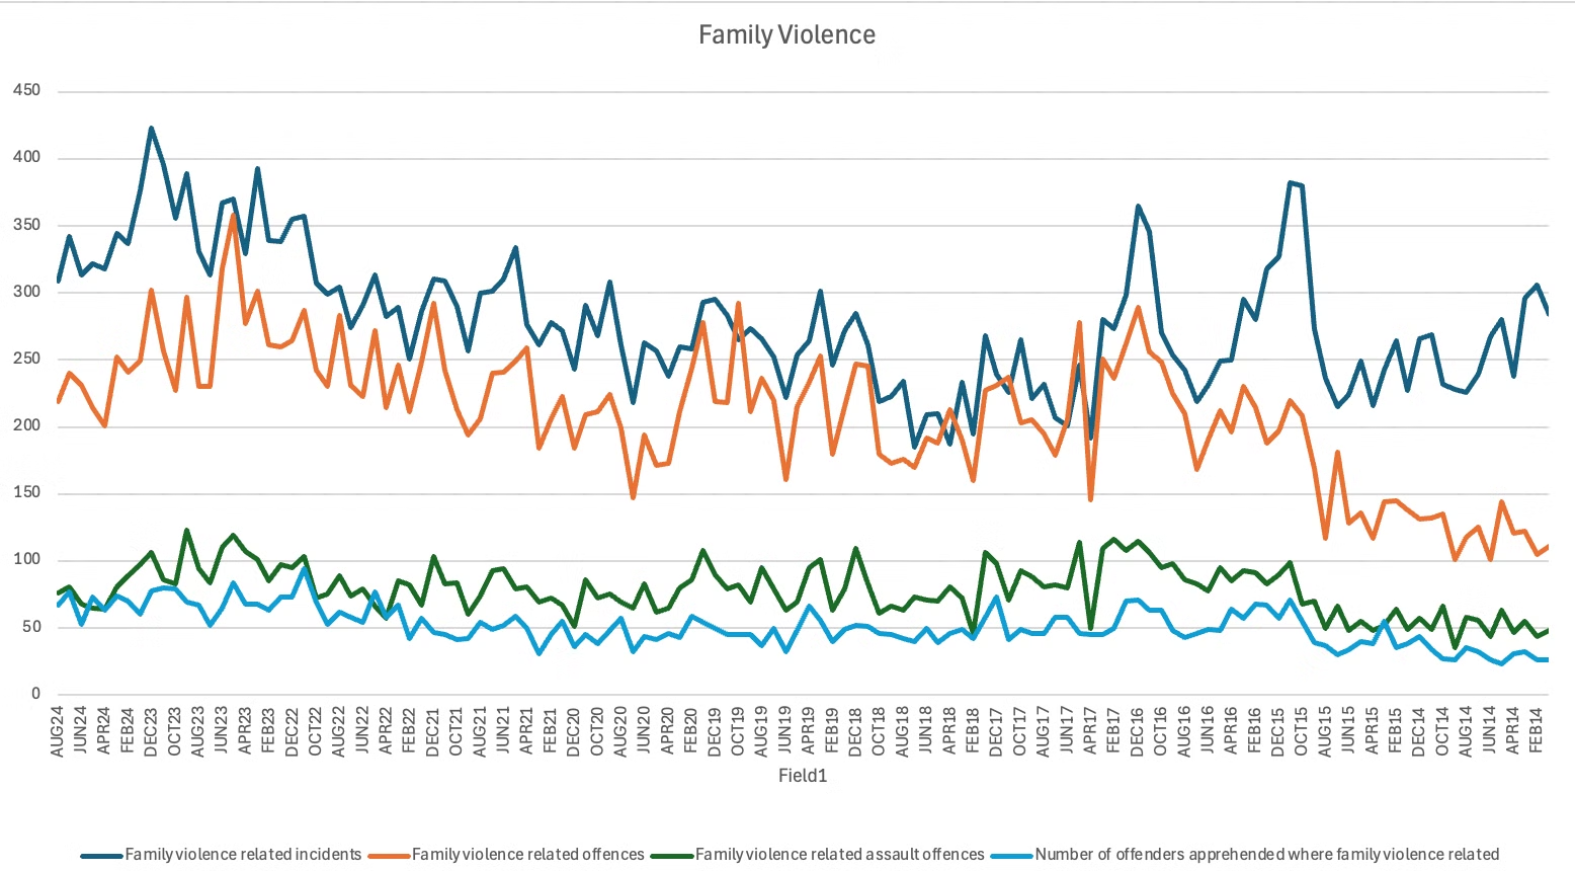 Family Violence
450
400
350
300
250
200
150
100
50
0
AUG24 JUN24 APR24 FEB24 DEC23 OCT23 AUG23 JUN23 APR23 FEB23 DEC22 OCT22 AUG22 JUN22 APR22 FEB22 DEC21 OCT21 AUG21 JUN21 APR21 FEB21 DEC20 OCT20 AUG20 JUN20 APR20 FEB20 DEC19 OCT19 AUG19 JUN19 APR19 FEB19 DEC18 OCT18 AUG18 JUN18 APR18 FEB18 DEC17 OCT17 AUG17 JUN17 APR17 FEB17 DEC16 OCT16 AUG16 JUN16 APR16 FEB16 DEC15 OCT15 AUG15 JUN15 APR15 FEB15 DEC14 OCT14 AUG14 JUN14 APR14 FEB14
Field1
Family violence related incidents Family violence related offences Family violence related assault offences Number of offenders apprehended where family violence related